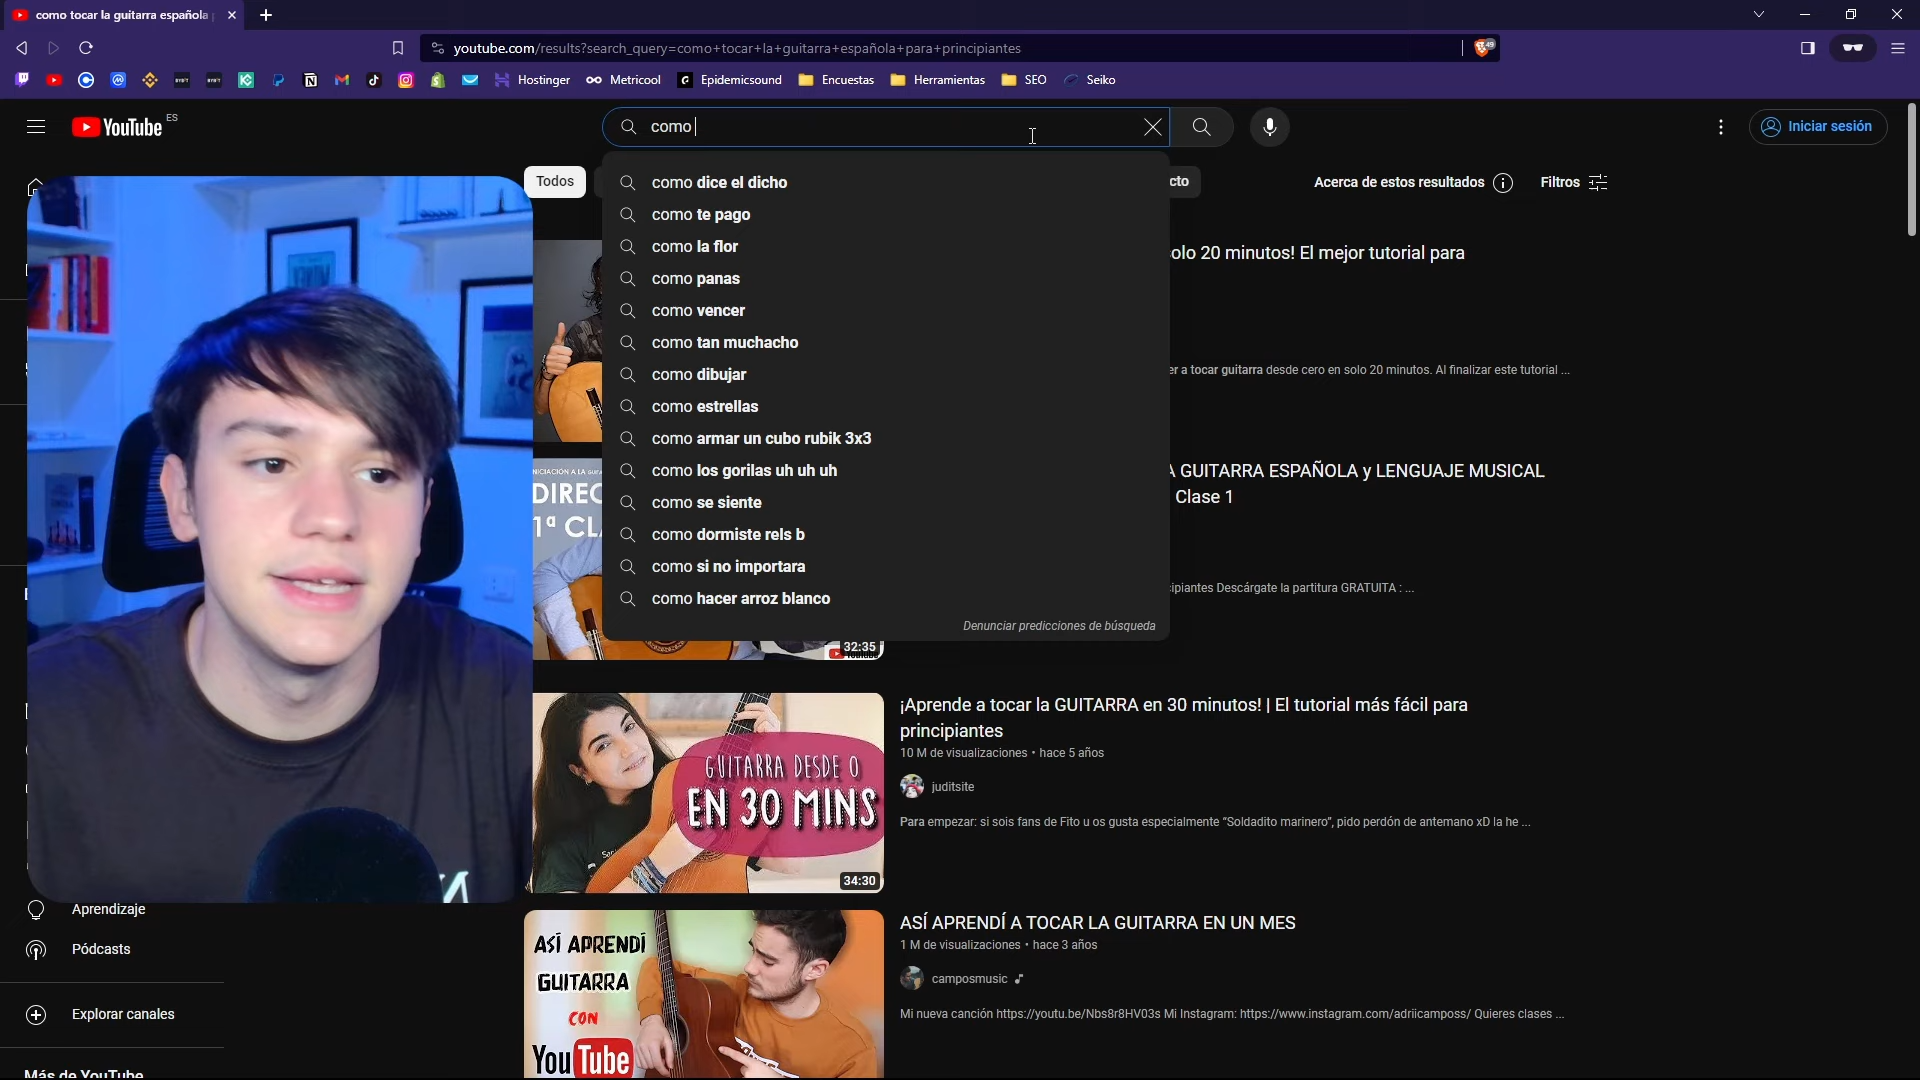 como tocar la guitarra española
youtube.com/results?search_query=como+tocar+la+guitarra+española+para+principiantes
49
Hostinger
Metricool
Epidemicsound
Encuestas
Herramientas
SEO
Seiko
YouTube ES
como
Iniciar sesión
Todos
cto
Acerca de estos resultados
Filtros
como dice el dicho
como te pago
como la flor
como panas
como vencer
como tan muchacho
como dibujar
como estrellas
como armar un cubo rubik 3x3
como los gorilas uh uh uh
como se siente
como dormiste rels b
como si no importara
como hacer arroz blanco
Denunciar predicciones de búsqueda
olo 20 minutos! El mejor tutorial para
er a tocar guitarra desde cero en solo 20 minutos. Al finalizar este tutorial ...
NICIACIÓN A LA
DIREC
1ª CL
32:35
A GUITARRA ESPAÑOLA y LENGUAJE MUSICAL
Clase 1
ipiantes Descárgate la partitura GRATUITA : ...
GUITARRA DESDE 0
EN 30 MINS
34:30
¡Aprende a tocar la GUITARRA en 30 minutos! | El tutorial más fácil para
principiantes
10 M de visualizaciones • hace 5 años
juditsite
Para empezar: si sois fans de Fito u os gusta especialmente "Soldadito marinero", pido perdón de antemano xD la he ...
ASÍ APRENDÍ
GUITARRA
CON
YouTube
ASÍ APRENDÍ A TOCAR LA GUITARRA EN UN MES
1 M de visualizaciones • hace 3 años
camposmusic
Mi nueva canción https://youtu.be/Nbs8r8HV03s Mi Instagram: https://www.instagram.com/adriicamposs/ Quieres clases ...
Aprendizaje
Pódcasts
Explorar canales
Más de YouTube